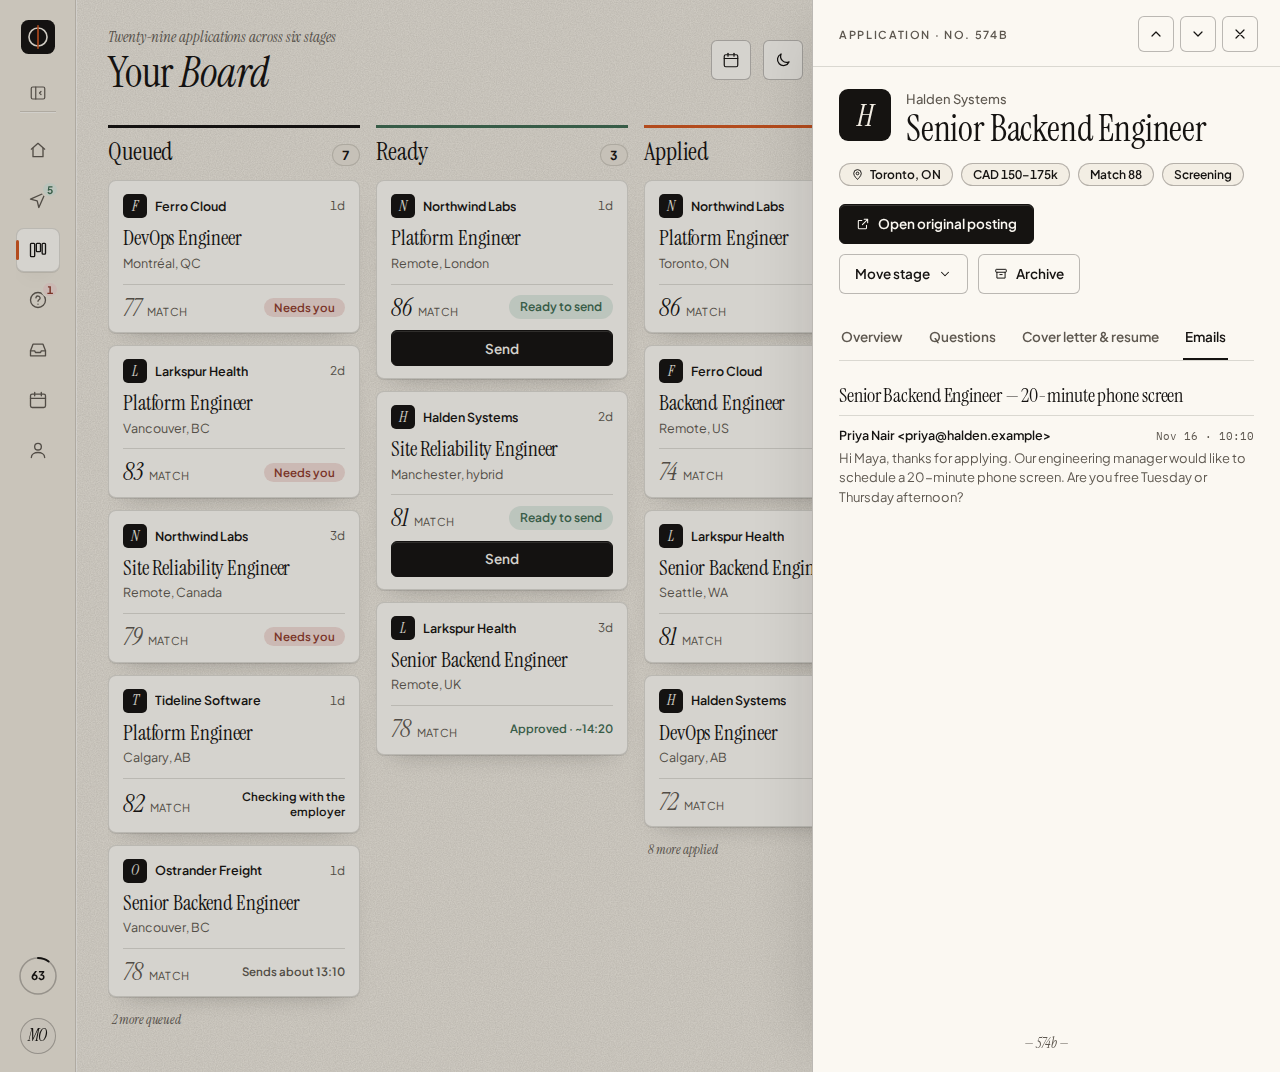 5
1
63
MO
Twenty-nine applications across six stages
Your Board
Queued 7
F Ferro Cloud 1d
DevOps Engineer
Montréal, QC
77 MATCH Needs you
L Larkspur Health 2d
Platform Engineer
Vancouver, BC
83 MATCH Needs you
N Northwind Labs 3d
Site Reliability Engineer
Remote, Canada
79 MATCH Needs you
T Tideline Software 1d
Platform Engineer
Calgary, AB
82 MATCH Checking with the
employer
O Ostrander Freight 1d
Senior Backend Engineer
Vancouver, BC
78 MATCH Sends about 13:10
2 more queued
Ready 3
N Northwind Labs 1d
Platform Engineer
Remote, London
86 MATCH Ready to send
Send
H Halden Systems 2d
Site Reliability Engineer
Manchester, hybrid
81 MATCH Ready to send
Send
L Larkspur Health 3d
Senior Backend Engineer
Remote, UK
78 MATCH Approved · ~14:20
Applied
N Northwind Labs
Platform Engineer
Toronto, ON
86 MATCH
F Ferro Cloud
Backend Engineer
Remote, US
74 MATCH
L Larkspur Health
Senior Backend Engin
Seattle, WA
81 MATCH
H Halden Systems
DevOps Engineer
Calgary, AB
72 MATCH
8 more applied
APPLICATION · NO. 574B
H Halden Systems
Senior Backend Engineer
Toronto, ON CAD 150–175k Match 88 Screening
Open original posting
Move stage Archive
Overview Questions Cover letter & resume Emails
Senior Backend Engineer — 20-minute phone screen
Priya Nair <priya@halden.example> Nov 16 · 10:10
Hi Maya, thanks for applying. Our engineering manager would like to
schedule a 20-minute phone screen. Are you free Tuesday or
Thursday afternoon?
— 574b —